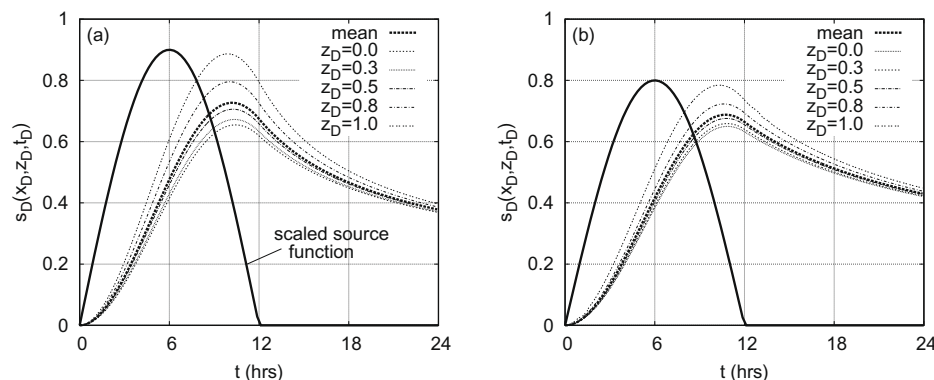 (a)
mean
z_D=0.0
z_D=0.3
z_D=0.5
z_D=0.8
z_D=1.0
scaled source
function
s_D(x_D,z_D,t_D)
1
0.8
0.6
0.4
0.2
0
0 6 12 18 24
t (hrs)
(b)
mean
z_D=0.0
z_D=0.3
z_D=0.5
z_D=0.8
z_D=1.0
s_D(x_D,z_D,t_D)
1
0.8
0.6
0.4
0.2
0
0 6 12 18 24
t (hrs)